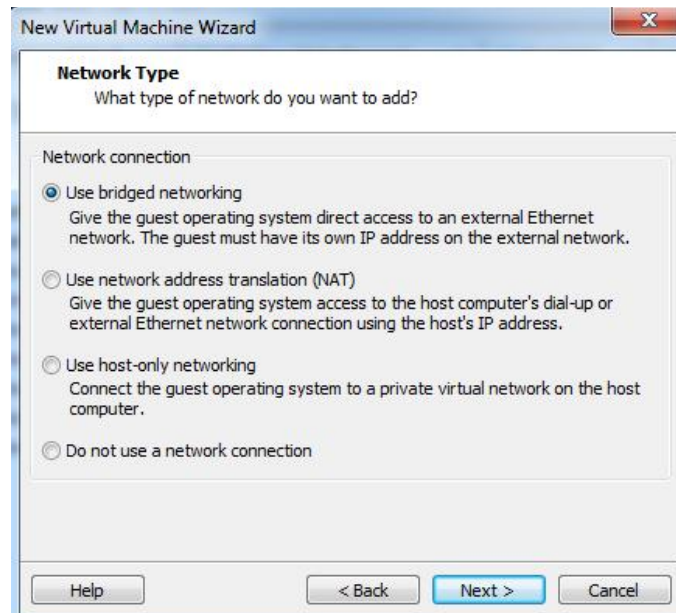 New Virtual Machine Wizard
Network Type
What type of network do you want to add?
Network connection
Use bridged networking
Give the guest operating system direct access to an external Ethernet
network. The guest must have its own IP address on the external network.
Use network address translation (NAT)
Give the guest operating system access to the host computer's dial-up or
external Ethernet network connection using the host's IP address.
Use host-only networking
Connect the guest operating system to a private virtual network on the host
computer.
Do not use a network connection
Help < Back Next > Cancel